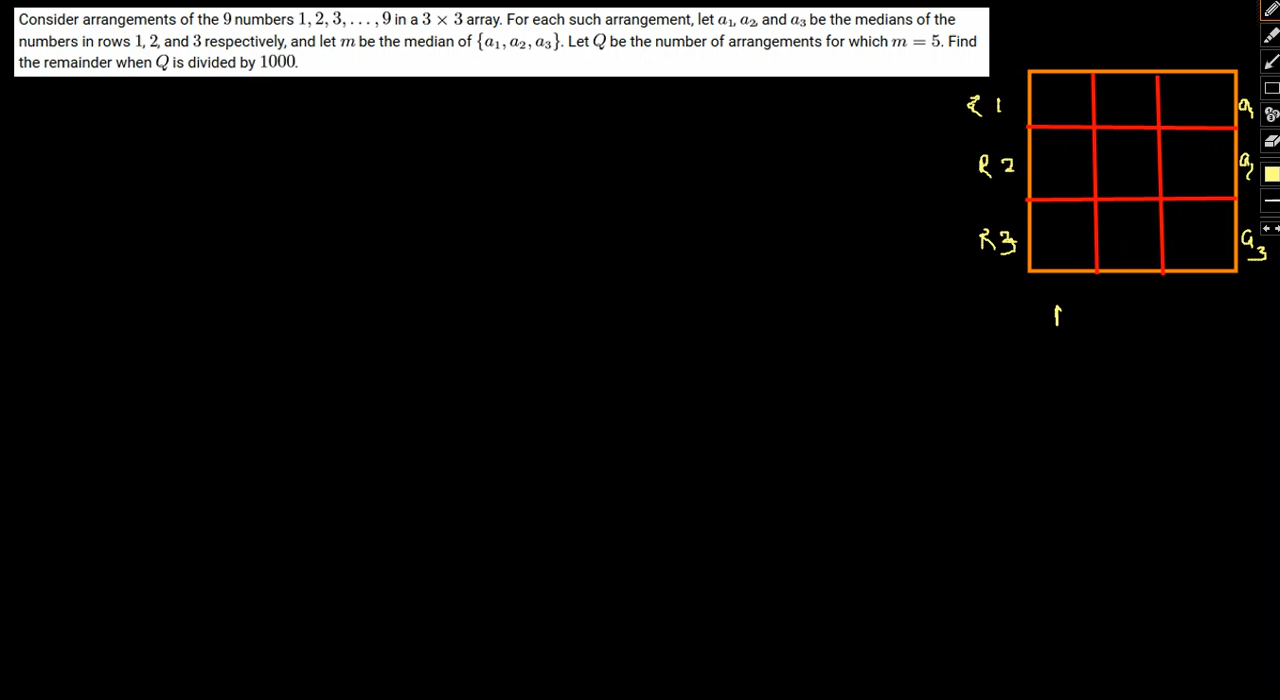 Consider arrangements of the 9 numbers 1, 2, 3, . . . , 9 in a 3 × 3 array. For each such arrangement, let a₁, a₂, and a₃ be the medians of the
numbers in rows 1, 2, and 3 respectively, and let m be the median of {a₁, a₂, a₃}. Let Q be the number of arrangements for which m = 5. Find
the remainder when Q is divided by 1000.
R 1 a₁
R 2 a₂
R 3 a₃